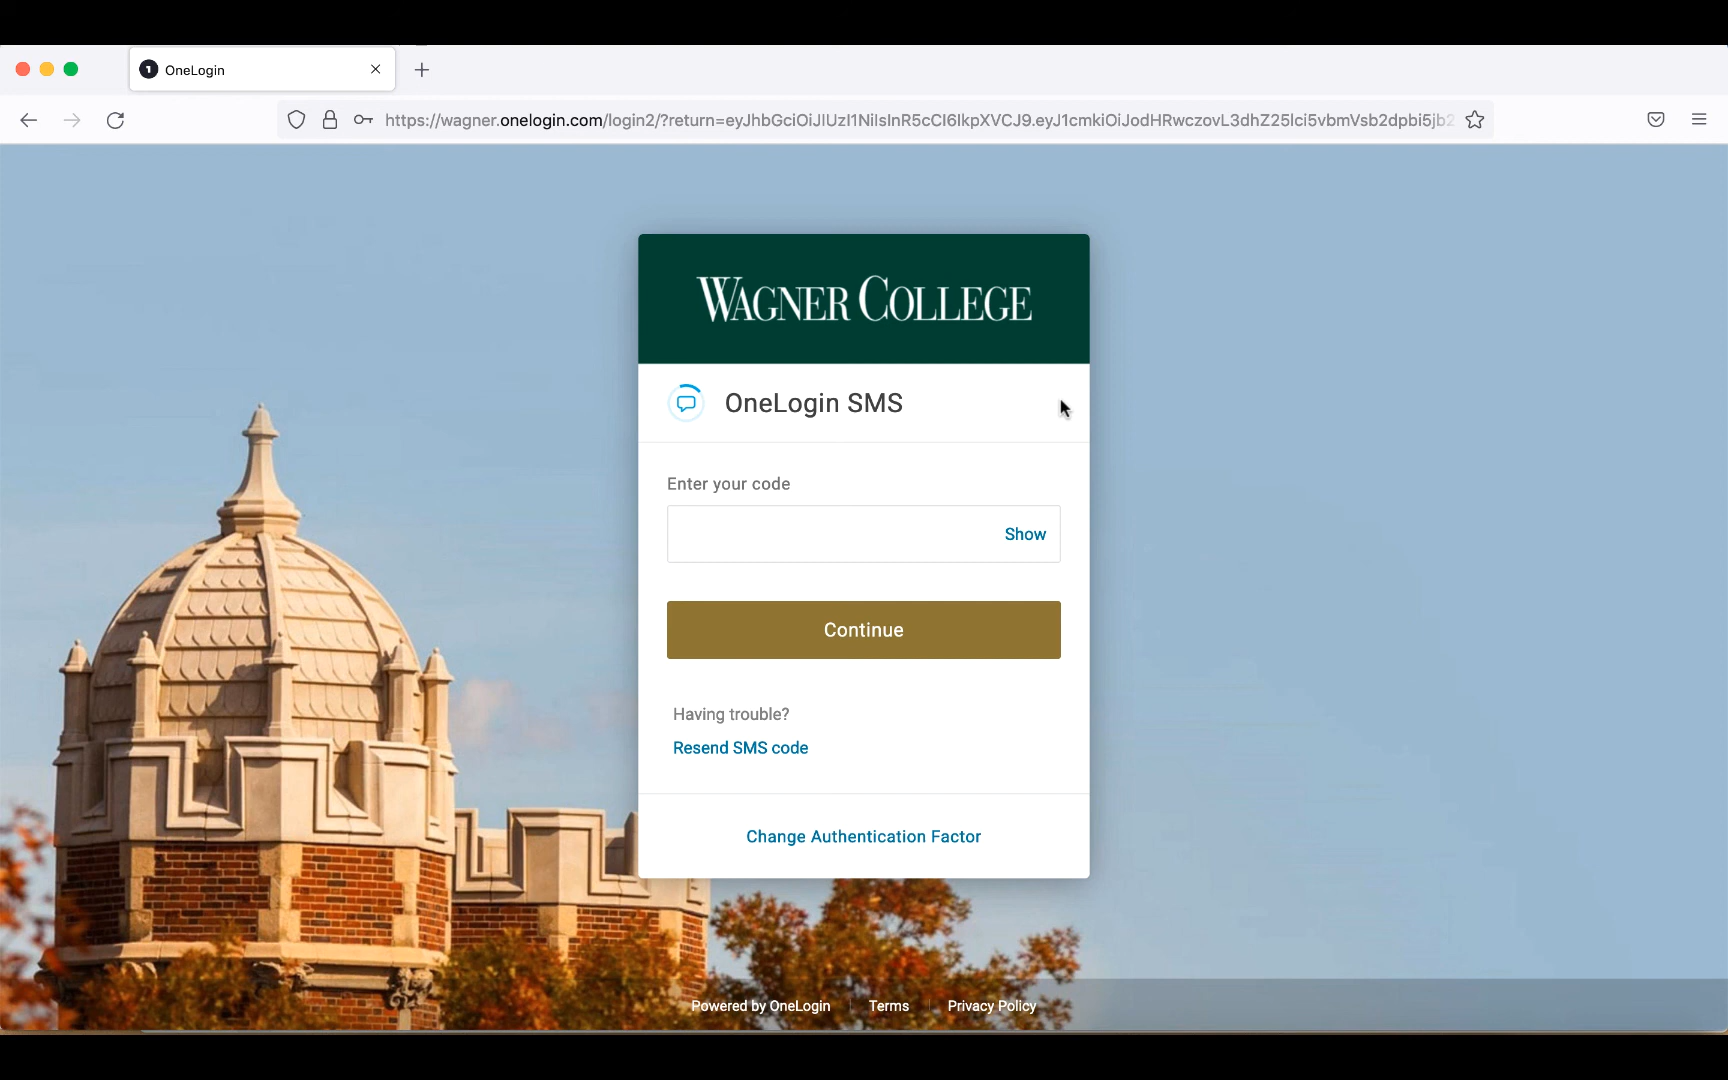 OneLogin
https://wagner.onelogin.com/login2/?return=eyJhbGciOiJIUzI1NiIsInR5cCI6IkpXVCJ9.eyJ1cmkiOiJodHRwczovL3dhZ25lci5vbmVsb2dpbi5jb2
WAGNER COLLEGE
OneLogin SMS
Enter your code
Show
Continue
Having trouble?
Resend SMS code
Change Authentication Factor
Powered by OneLogin Terms Privacy Policy